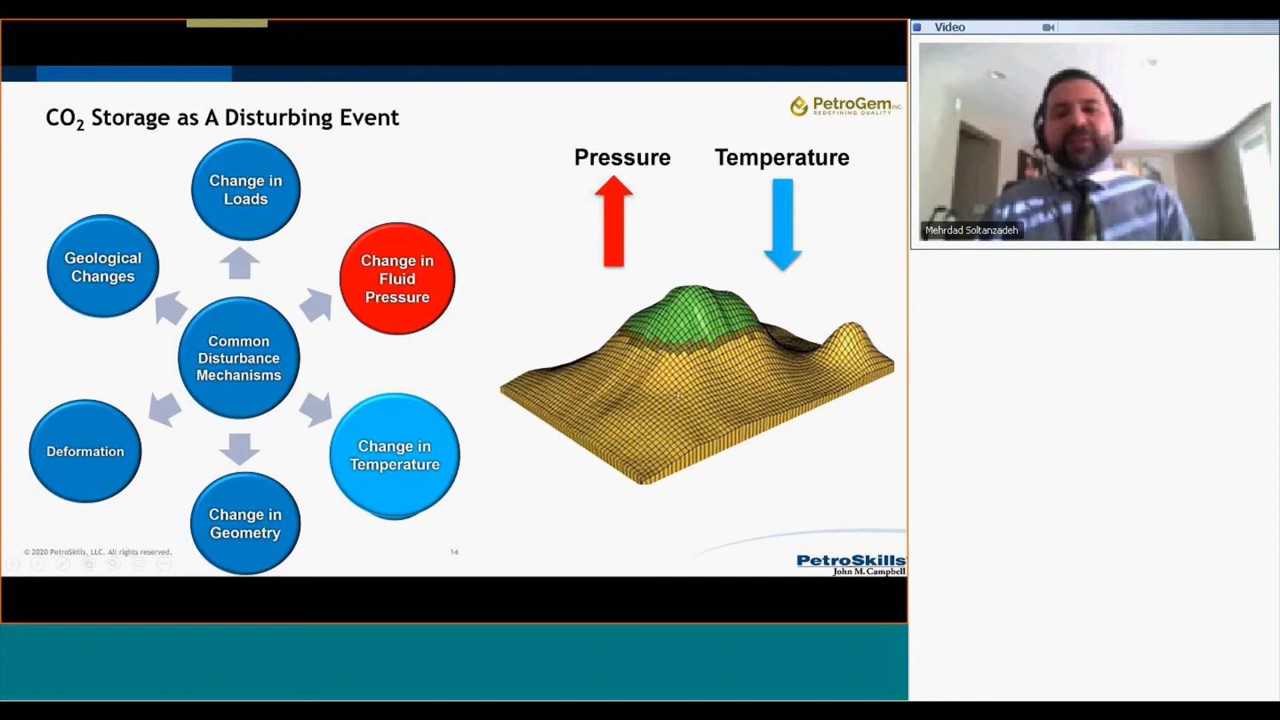 Video
CO2 Storage as A Disturbing Event
PetroGem INC
REDEFINING QUALITY
Pressure
Temperature
Mehrdad Soltanzadeh
Change in
Loads
Geological
Changes
Change in
Fluid
Pressure
Common
Disturbance
Mechanisms
Deformation
Change in
Temperature
Change in
Geometry
© 2020 PetroSkills, LLC. All rights reserved.
14
PetroSkills
John M. Campbell